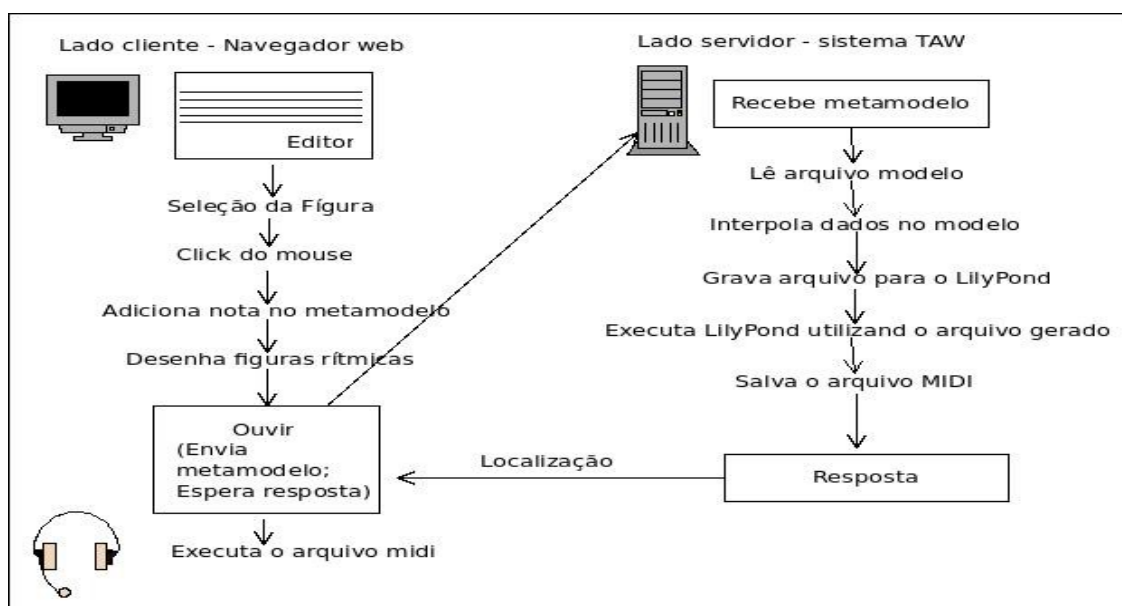 Lado cliente - Navegador web
Editor
Seleção da Fígura
Click do mouse
Adiciona nota no metamodelo
Desenha figuras rítmicas
Ouvir
(Envia
metamodelo;
Espera resposta)
Executa o arquivo midi
Localização
Lado servidor - sistema TAW
Recebe metamodelo
Lê arquivo modelo
Interpola dados no modelo
Grava arquivo para o LilyPond
Executa LilyPond utilizand o arquivo gerado
Salva o arquivo MIDI
Resposta